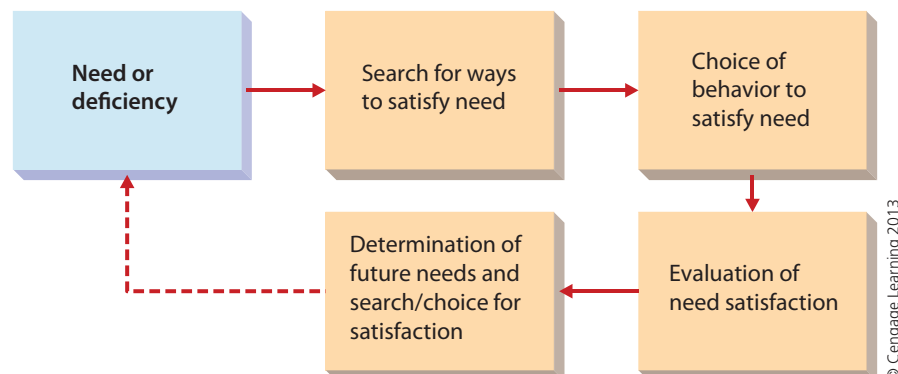 Need or
deficiency
Search for ways
to satisfy need
Choice of
behavior to
satisfy need
Determination of
future needs and
search/choice for
satisfaction
Evaluation of
need satisfaction
© Cengage Learning 2013